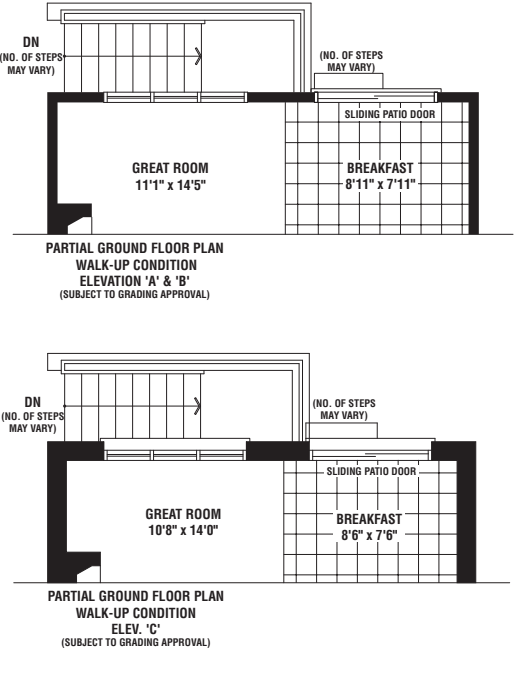 DN
(NO. OF STEPS
MAY VARY)
(NO. OF STEPS
MAY VARY)
SLIDING PATIO DOOR
GREAT ROOM
11'1" x 14'5"
BREAKFAST
8'11" x 7'11"
PARTIAL GROUND FLOOR PLAN
WALK-UP CONDITION
ELEVATION 'A' & 'B'
(SUBJECT TO GRADING APPROVAL)
DN
(NO. OF STEPS
MAY VARY)
(NO. OF STEPS
MAY VARY)
SLIDING PATIO DOOR
GREAT ROOM
10'8" x 14'0"
BREAKFAST
8'6" x 7'6"
PARTIAL GROUND FLOOR PLAN
WALK-UP CONDITION
ELEV. 'C'
(SUBJECT TO GRADING APPROVAL)